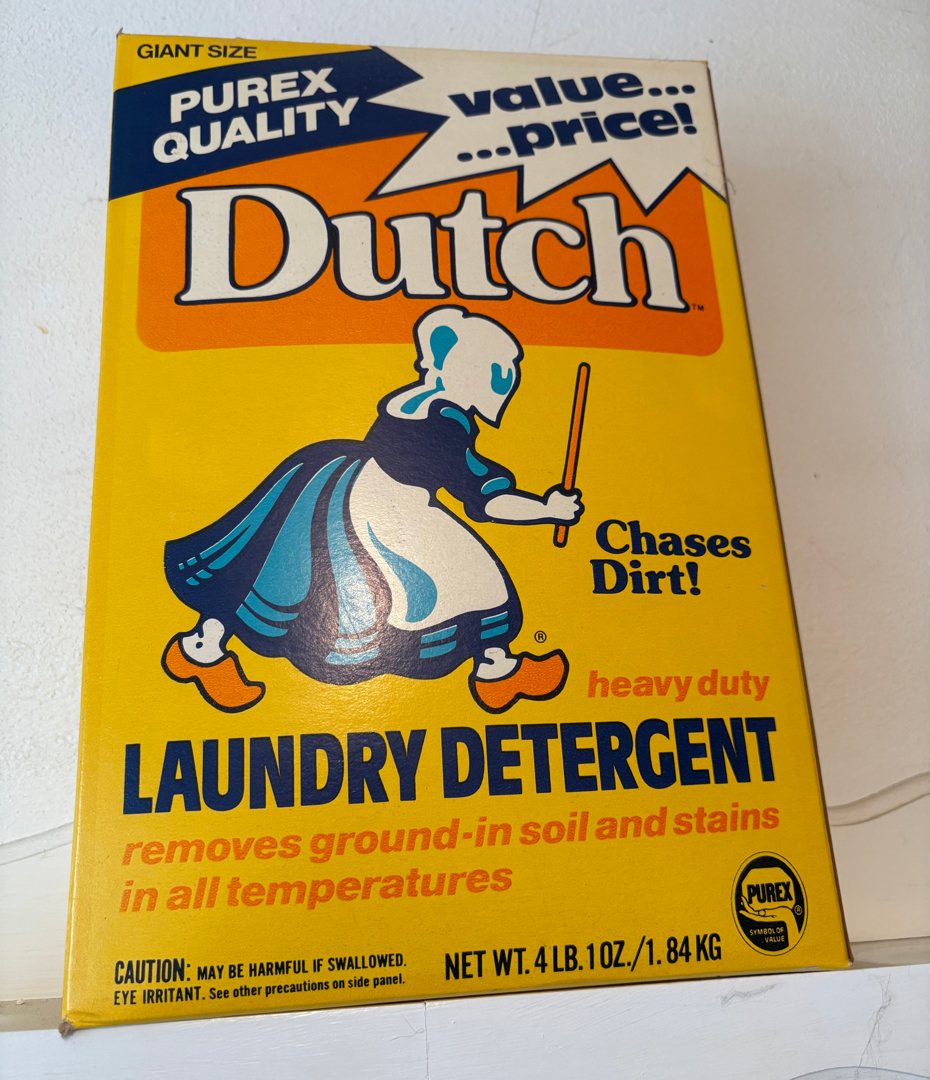 GIANT SIZE
PUREX
QUALITY
value...
...price!
Dutch™
Chases
Dirt!
®
heavy duty
LAUNDRY DETERGENT
removes ground-in soil and stains
in all temperatures
PUREX
®
SYMBOL OF
VALUE
CAUTION: MAY BE HARMFUL IF SWALLOWED.
EYE IRRITANT. See other precautions on side panel.
NET WT. 4 LB. 1 OZ./1. 84 KG